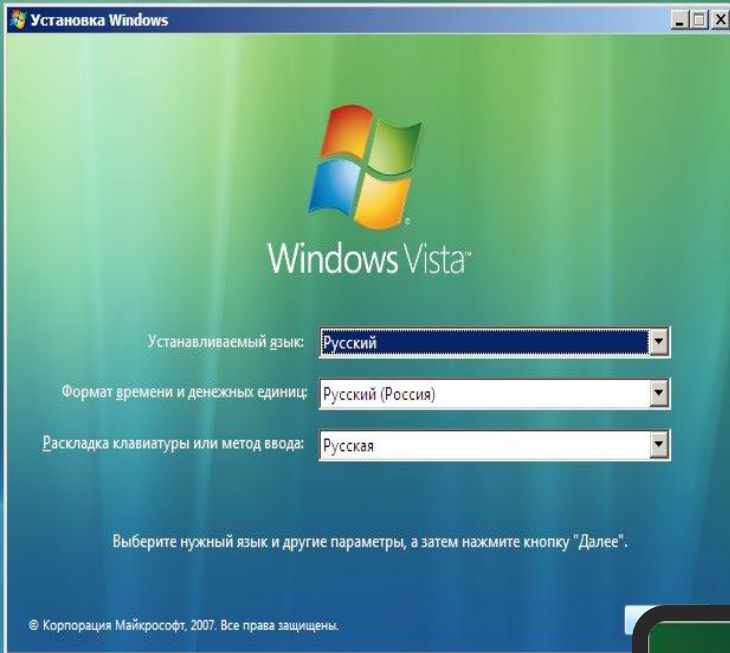 Установка Windows
Windows Vista™
Устанавливаемый язык: Русский
Формат времени и денежных единиц: Русский (Россия)
Раскладка клавиатуры или метод ввода: Русская
Выберите нужный язык и другие параметры, а затем нажмите кнопку "Далее".
© Корпорация Майкрософт, 2007. Все права защищены.